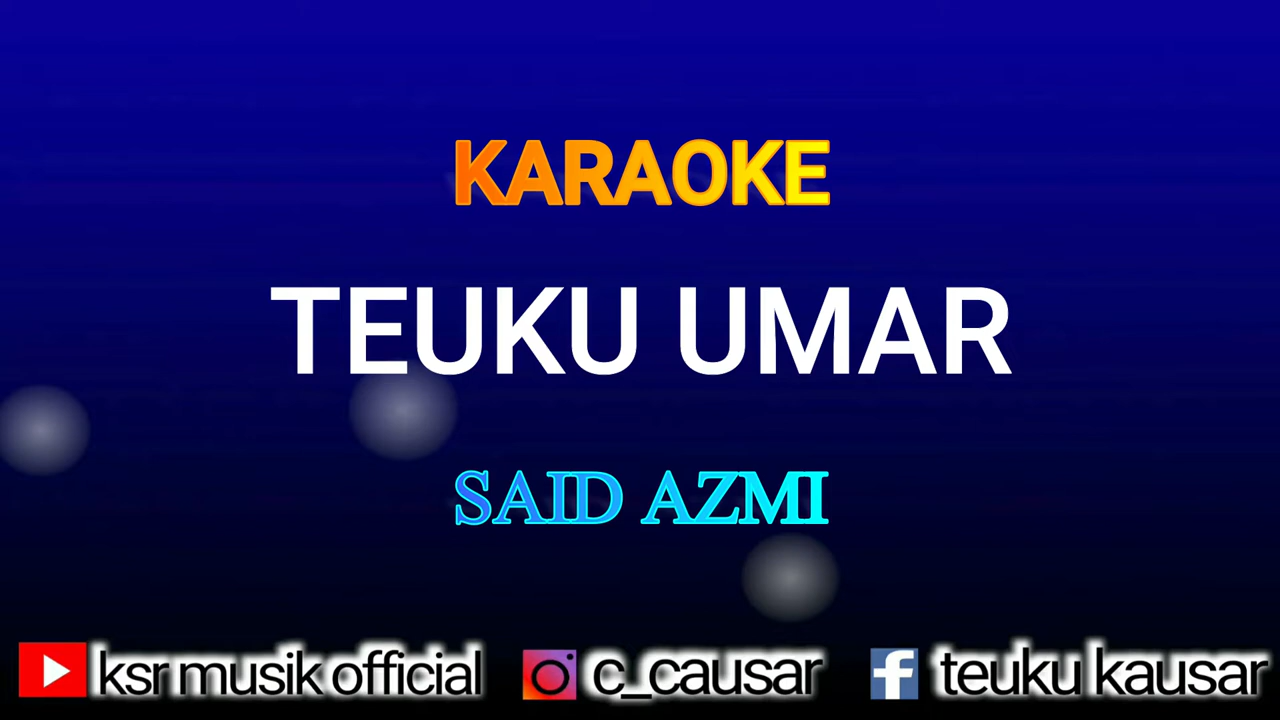 KARAOKE
TEUKU UMAR
SAID AZMI
ksr musik official c_causar teuku kausar